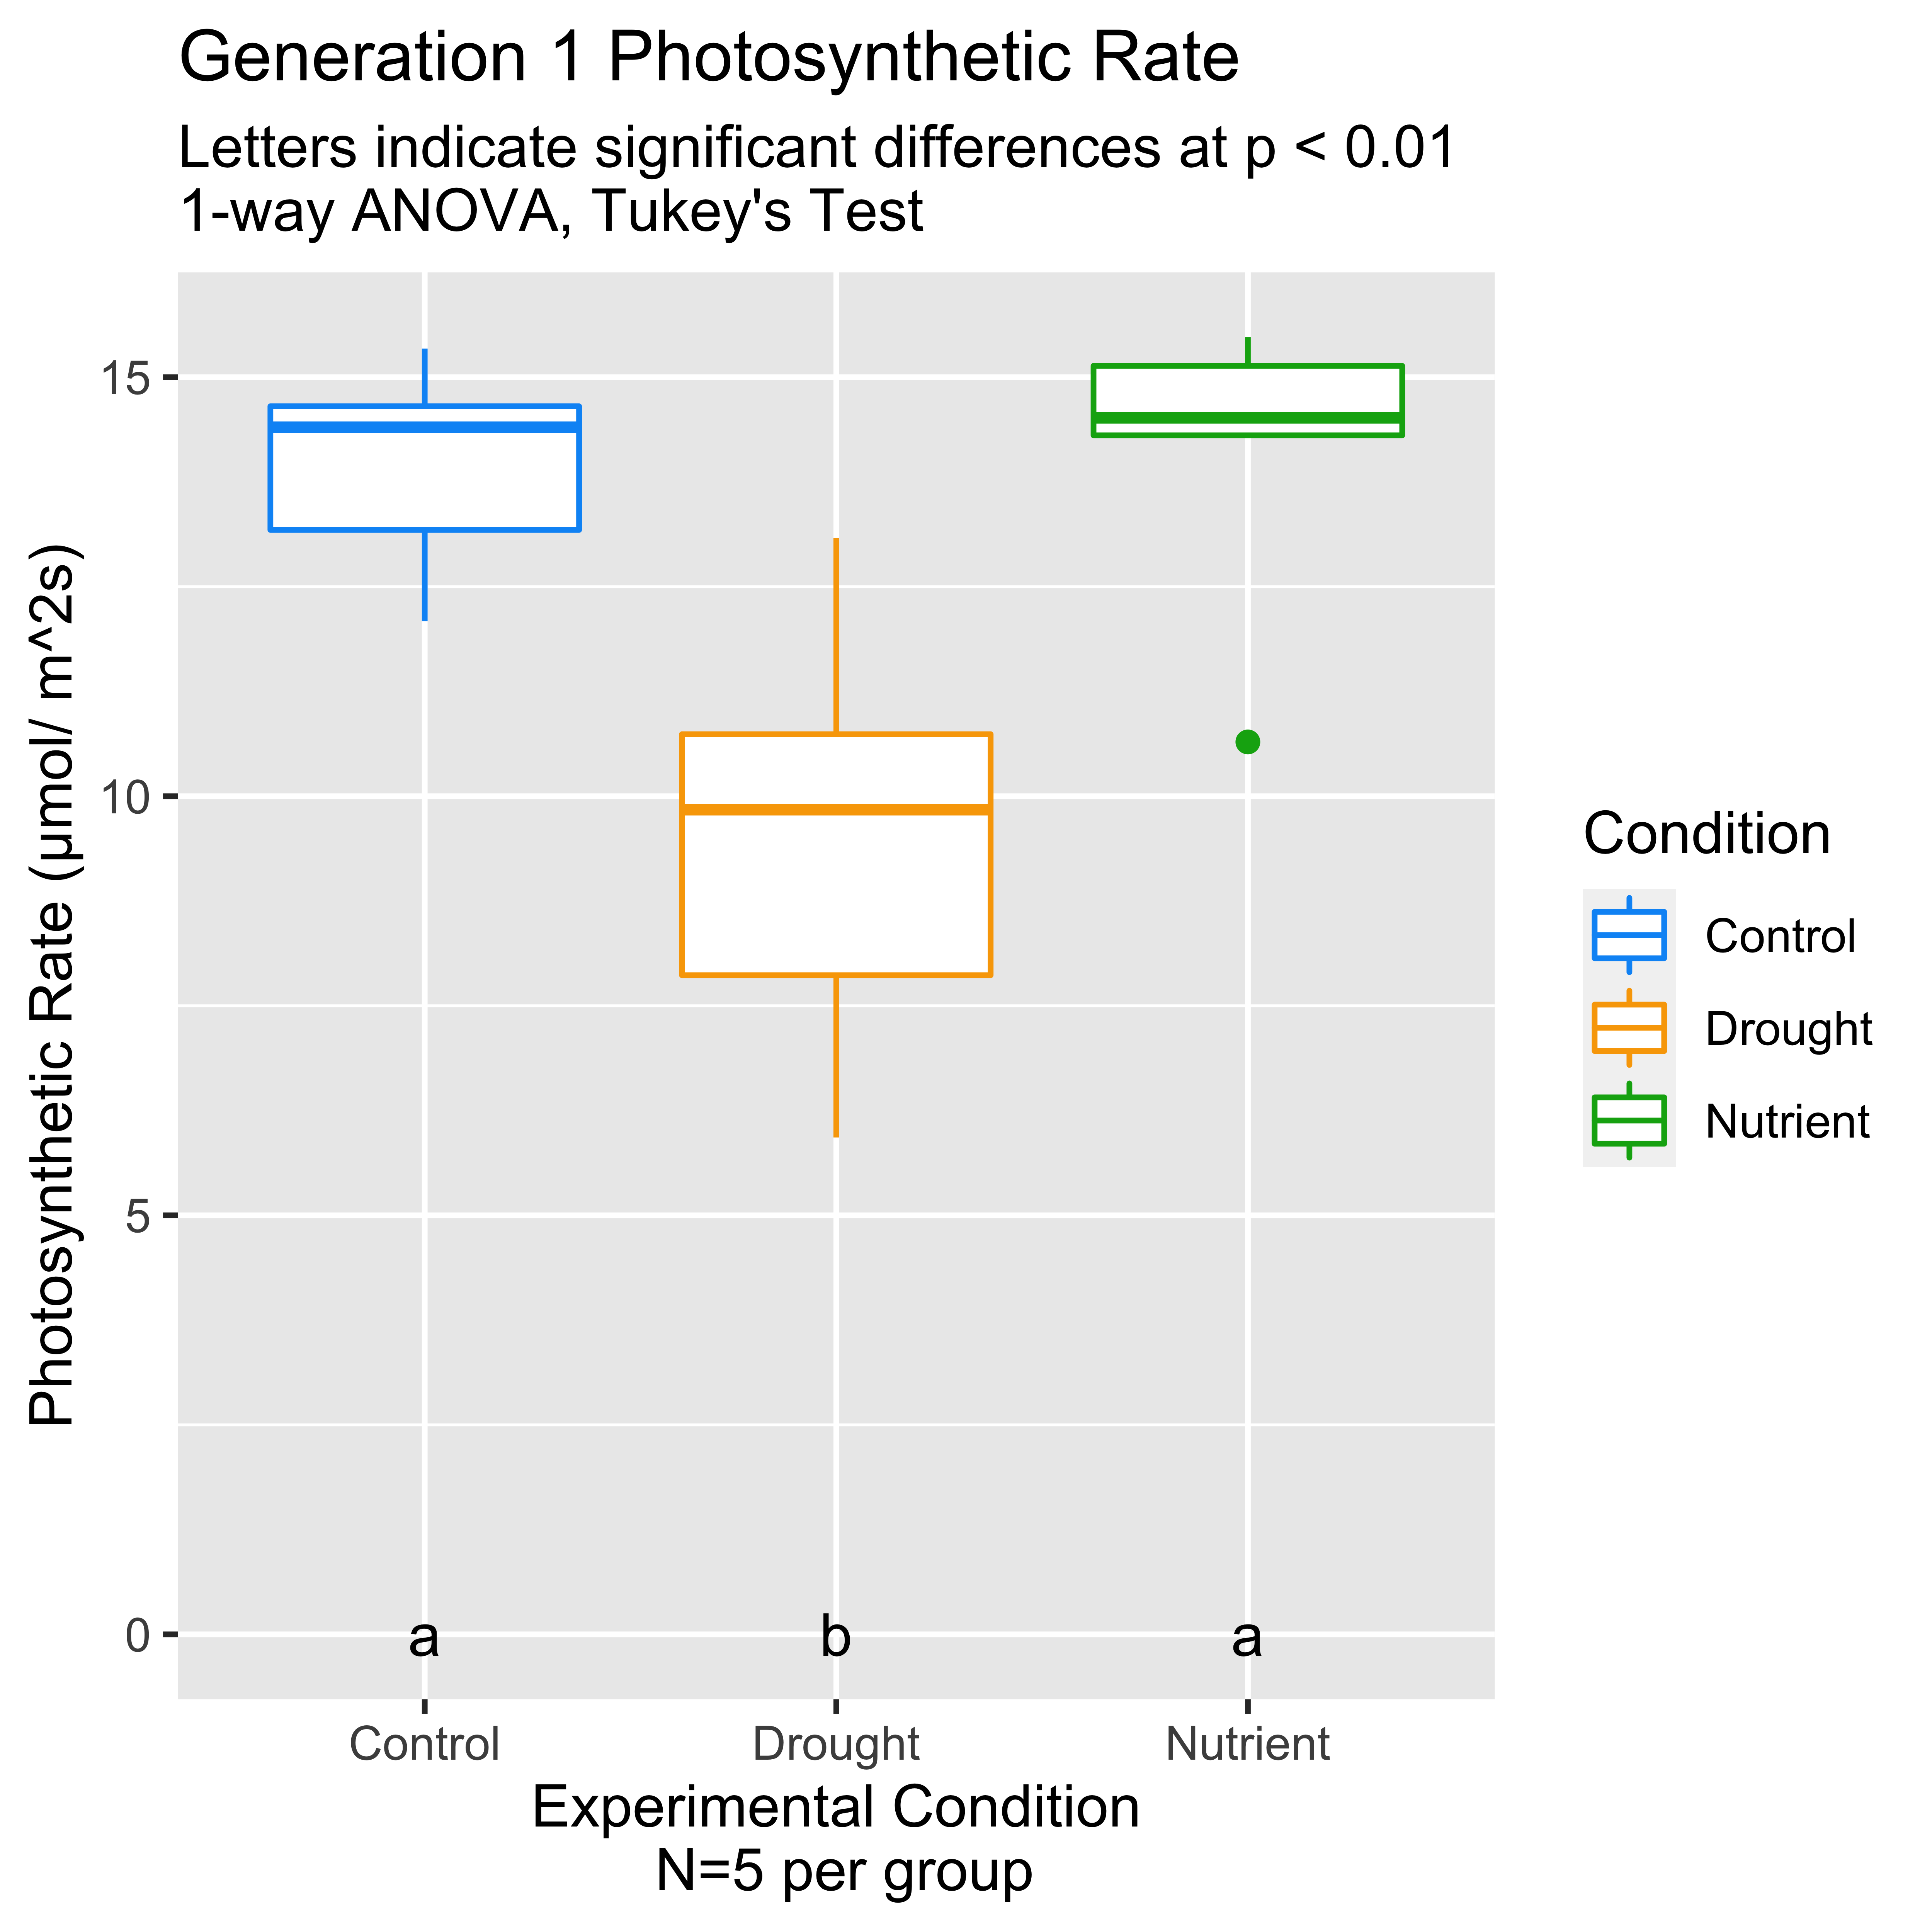 Generation 1 Photosynthetic Rate
Letters indicate significant differences at p < 0.01
1-way ANOVA, Tukey's Test
Photosynthetic Rate (μmol/ m^2s)
15
10
5
0
a
b
a
Control
Drought
Nutrient
Experimental Condition
N=5 per group
Condition
Control
Drought
Nutrient